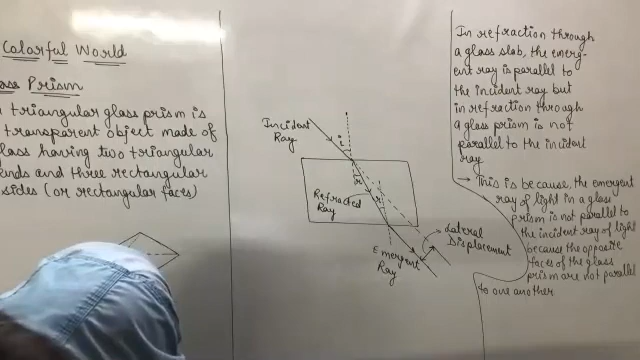 Colorful World
Prism
triangular glass prism is
transparent object made of
glass having two triangular
ends and three rectangular
sides (or rectangular faces)
Incident
Ray
i
r
Refracted
Ray
r
Lateral
Displacement
Emergent
Ray
In refraction through
a glass slab, the emerg-
ent ray is parallel to
the incident ray but
in refraction through
a glass prism is not
parallel to the incident
ray
→ This is because, the emergent
ray of light in a glass
prism is not parallel to
the incident ray of light
because the opposite
faces of the glass
prism are not parallel
to one another